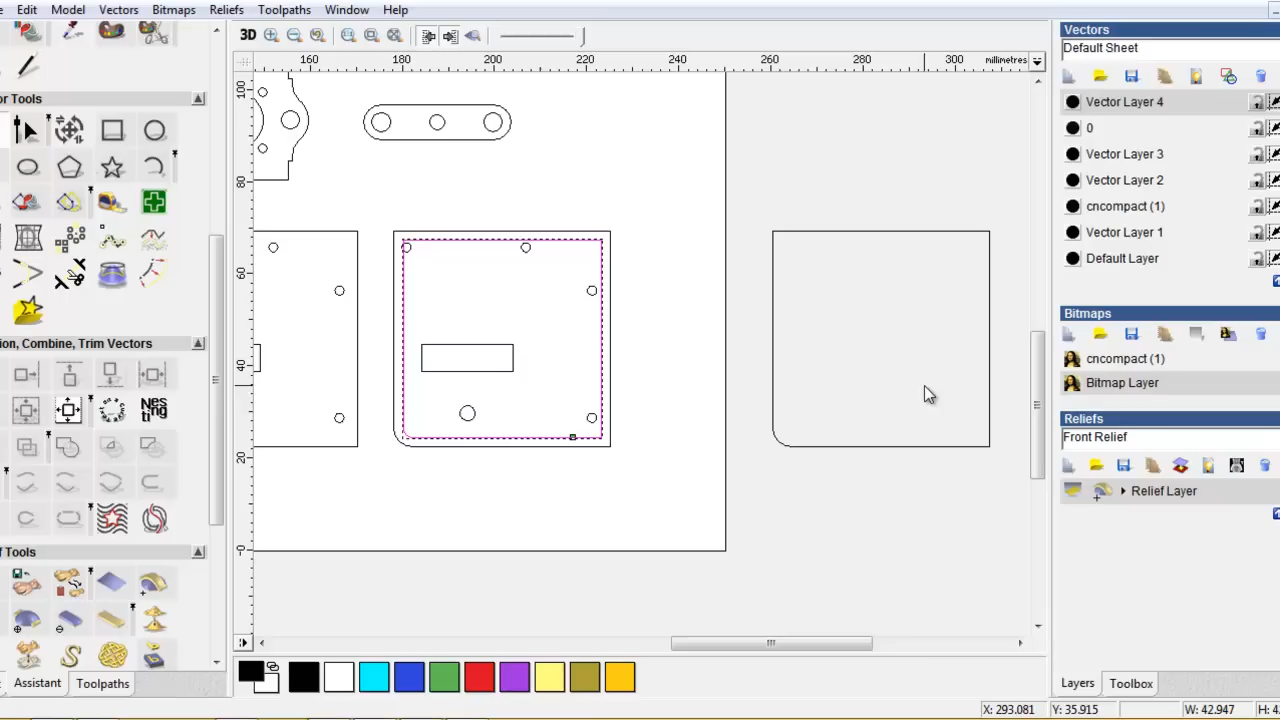 Edit Model Vectors Bitmaps Reliefs Toolpaths Window Help
3D
160 180 200 220 240 260 280 300 millimetres
100
80
60
40
20
-0
or Tools
Nes
ting
ion, Combine, Trim Vectors
ef Tools
Assistant Toolpaths
Vectors
Default Sheet
Vector Layer 4
0
Vector Layer 3
Vector Layer 2
cncompact (1)
Vector Layer 1
Default Layer
Bitmaps
cncompact (1)
Bitmap Layer
Reliefs
Front Relief
Relief Layer
Layers Toolbox
X: 293.081 Y: 35.915 W: 42.947 H: 4